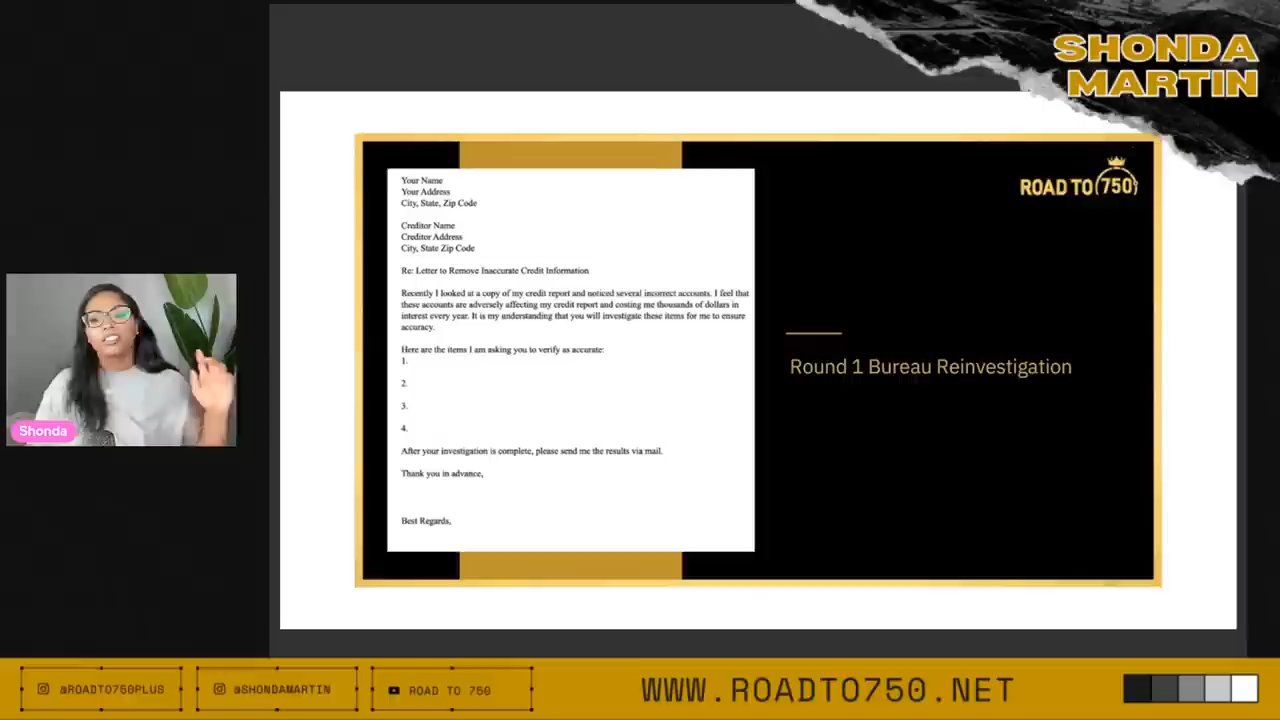 SHONDA
MARTIN
ROAD TO 750
Your Name
Your Address
City, State, Zip Code
Creditor Name
Creditor Address
City, State Zip Code
Re: Letter to Remove Inaccurate Credit Information
Recently I looked at a copy of my credit report and noticed several incorrect accounts. I feel that
these accounts are adversely affecting my credit report and costing me thousands of dollars in
interest every year. It is my understanding that you will investigate these items for me to ensure
accuracy.
Here are the items I am asking you to verify as accurate:
1.
2.
3.
4.
After your investigation is complete, please send me the results via mail.
Thank you in advance,
Best Regards,
Round 1 Bureau Reinvestigation
Shonda
@ROADTO750PLUS
@SHONDAMARTIN
ROAD TO 750
WWW.ROADTO750.NET